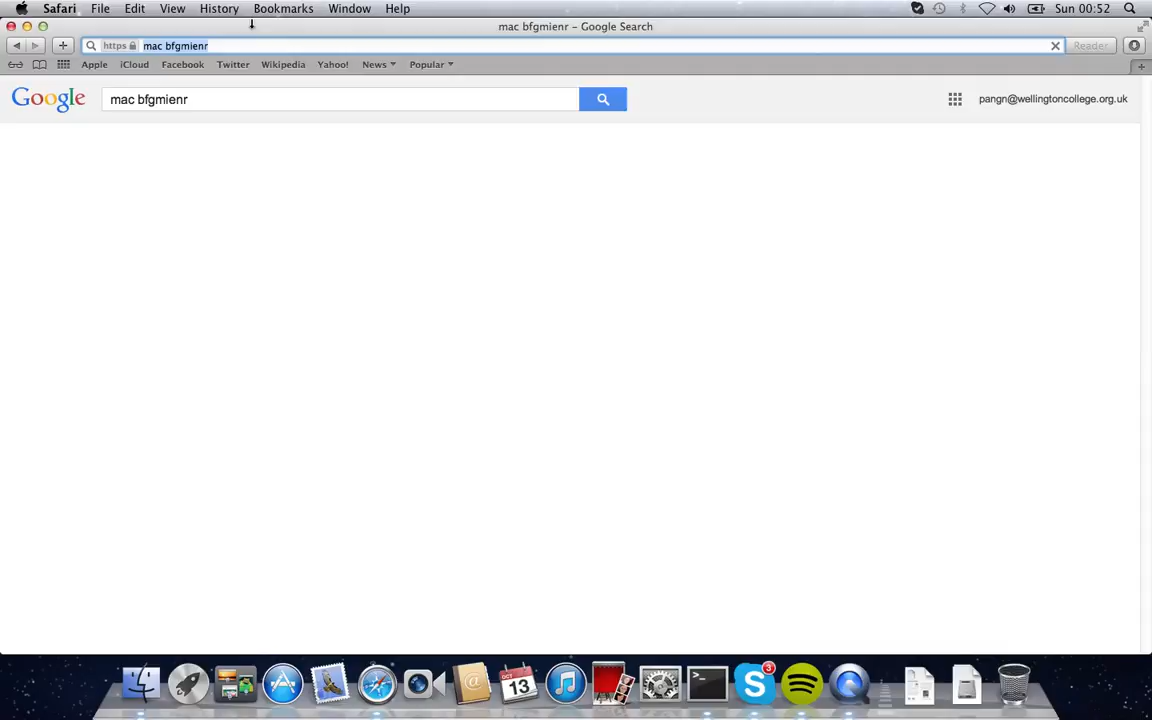 Safari File Edit View History Bookmarks Window Help Sun 00:52
mac bfgmienr – Google Search
https mac bfgmienr Reader
Apple iCloud Facebook Twitter Wikipedia Yahoo! News Popular
Google mac bfgmienr pangn@wellingtoncollege.org.uk
OCT
13
3